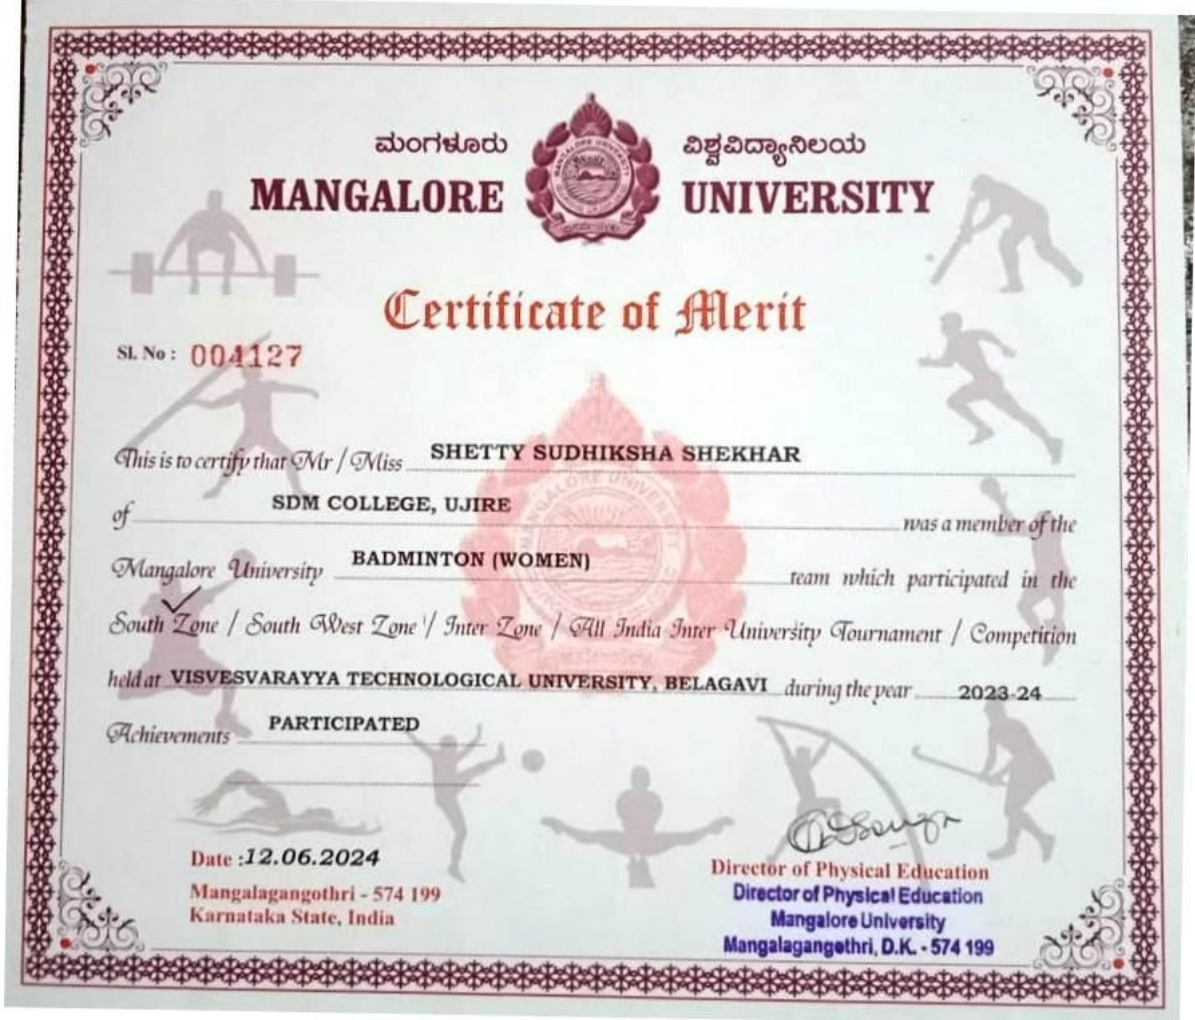 ಮಂಗಳೂರು ವಿಶ್ವವಿದ್ಯಾನಿಲಯ
MANGALORE UNIVERSITY
Certificate of Merit
Sl. No : 004127
This is to certify that Mr / Miss SHETTY SUDHIKSHA SHEKHAR
of SDM COLLEGE, UJIRE was a member of the
Mangalore University BADMINTON (WOMEN) team which participated in the
South Zone / South West Zone / Inter Zone / All India Inter University Tournament / Competition
held at VISVESVARAYYA TECHNOLOGICAL UNIVERSITY, BELAGAVI during the year 2023-24
Achievements PARTICIPATED
Date :12.06.2024
Mangalagangothri - 574 199
Karnataka State, India
Director of Physical Education
Director of Physical Education
Mangalore University
Mangalagangothri, D.K. - 574 199
MANGALORE UNIVERSITY
MANGALORE UNIVERSITY